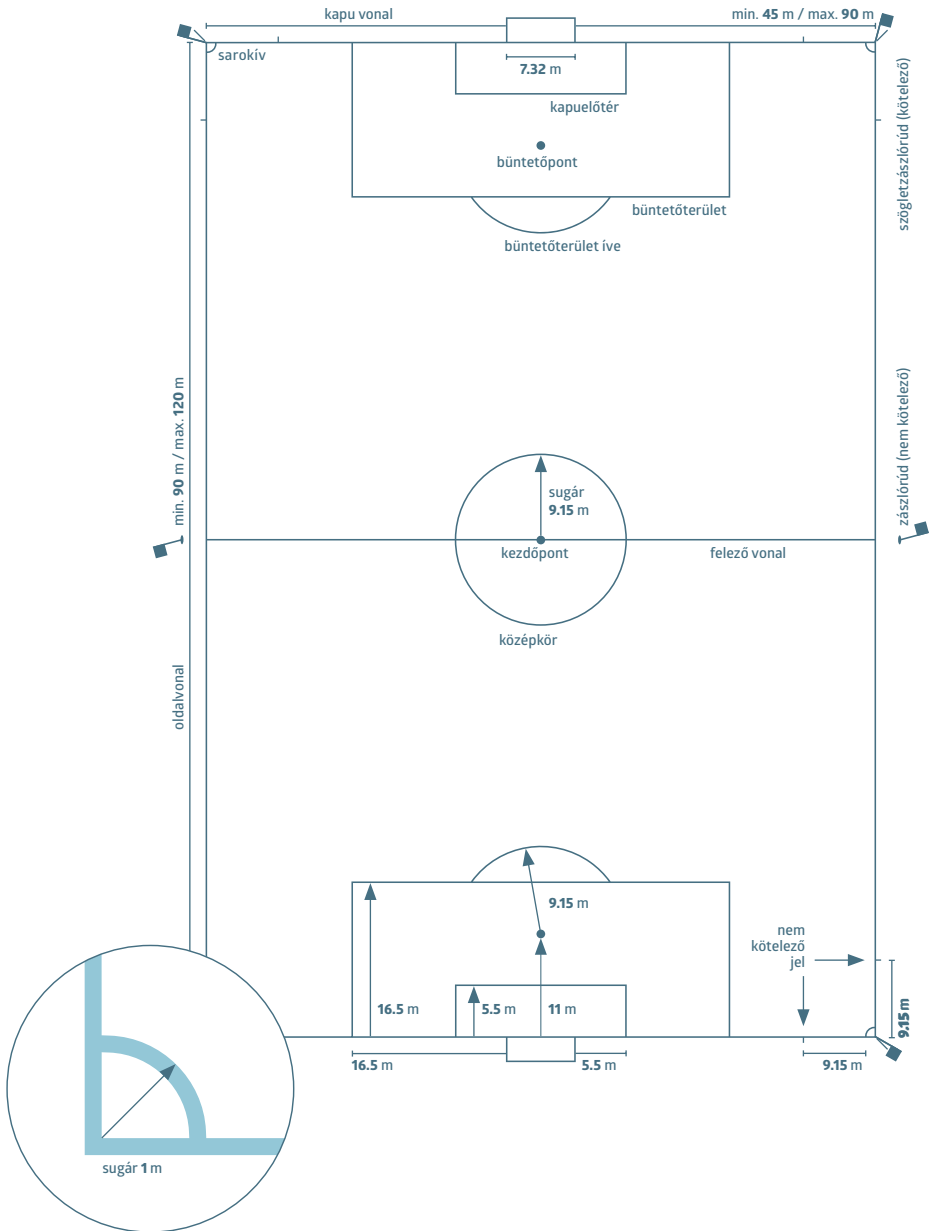 kapu vonal
min. 45 m / max. 90 m
sarokív
7.32 m
kapuelőtér
büntetőpont
büntetőterület
büntetőterület íve
szögletzászlórúd (kötelező)
min. 90 m / max. 120 m
zászlórúd (nem kötelező)
sugár
9.15 m
kezdőpont
felező vonal
középkör
oldalvonal
9.15 m
nem
kötelező
jel
16.5 m
5.5 m
11 m
9.15 m
16.5 m
5.5 m
9.15 m
sugár 1 m